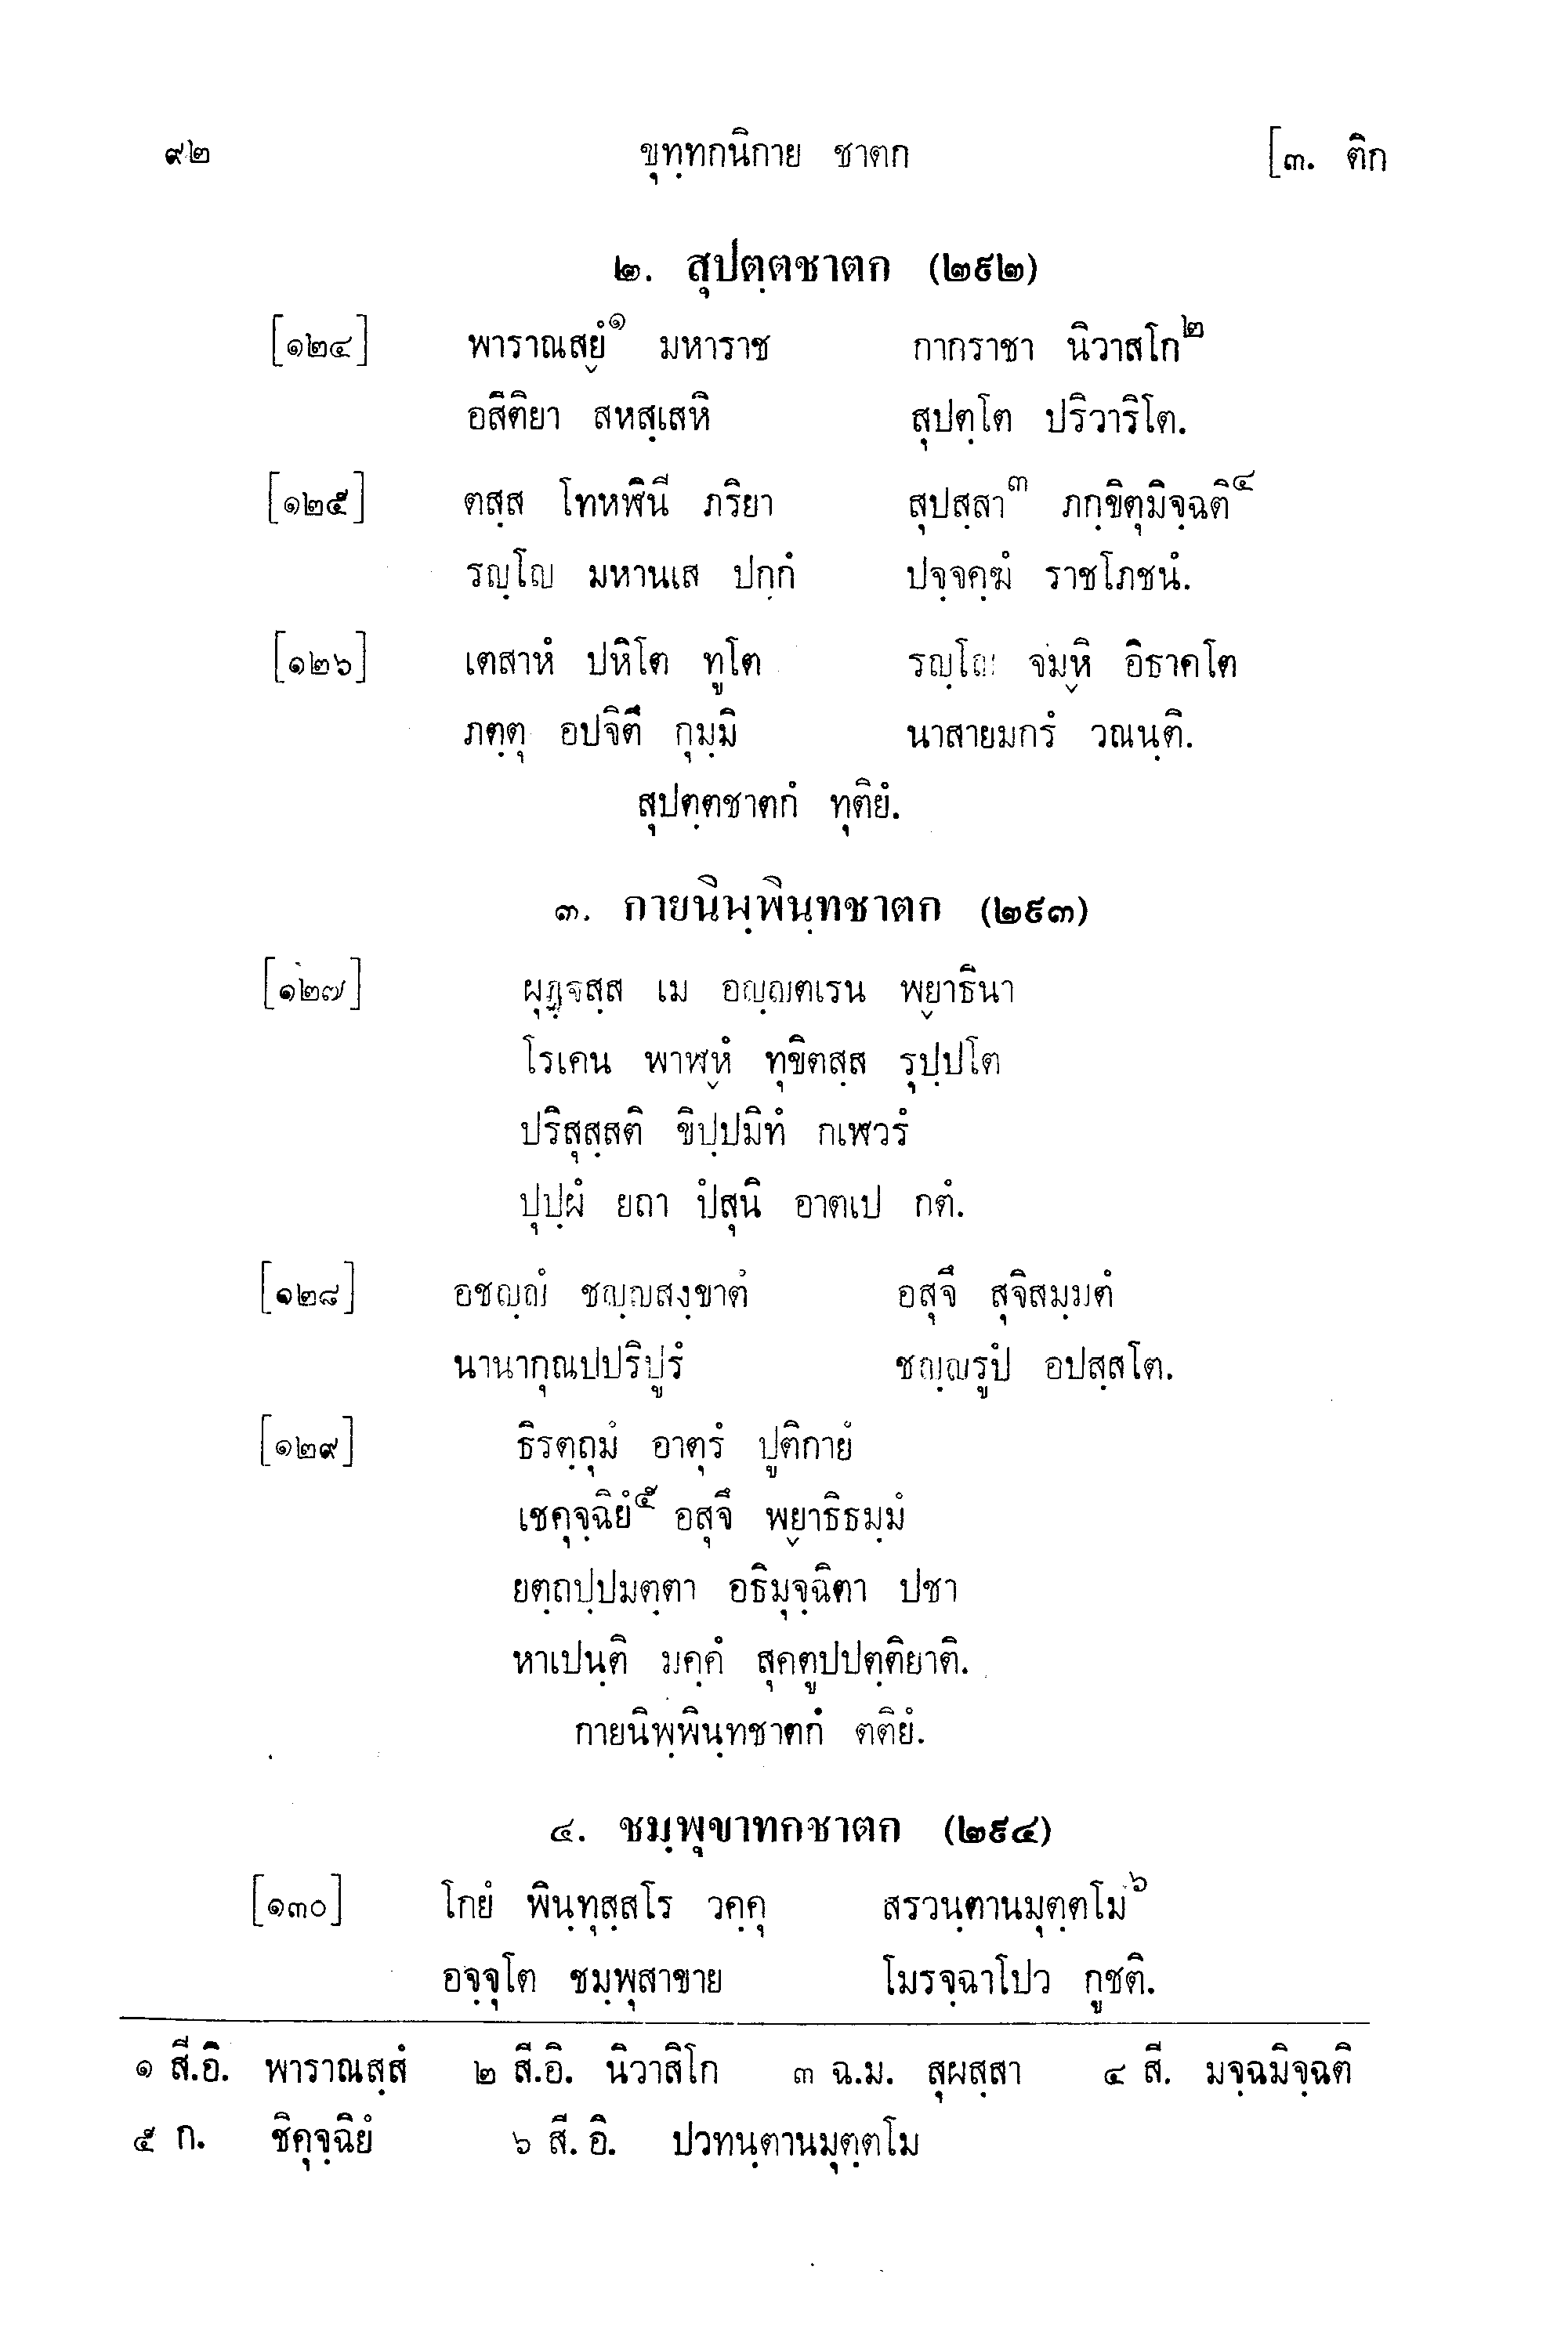 ๙๒ ขุทฺทกนิกาย ชาตก [๓. ติก
๒. สุปตฺตชาตก (๒๙๒)
[๑๒๔] พาราณสฺยํ๑ มหาราช กากราชา นิวาสโก๒
อสีติยา สหสฺเสหิ สุปตฺโต ปริวาริโต.
[๑๒๕] ตสฺส โทหฬินี ภริยา สุปสฺสา๓ ภกฺขิตุมิจฺฉติ๔
รญฺโญ มหานเส ปกฺกํ ปจฺจคฺฆํ ราชโภชนํ.
[๑๒๖] เตสาหํ ปหิโต ทูโต รญฺโญ จมฺหิ อิธาคโต
ภตฺตุ อปจิตึ กุมฺมิ นาสายมกรํ วณนฺติ.
สุปตฺตชาตกํ ทุติยํ.
๓. กายนิพฺพินฺทชาตก (๒๙๓)
[๑๒๗] ผุฏฺฐสฺส เม อญฺญตเรน พฺยาธินา
โรเคน พาฬฺหํ ทุขิตสฺส รุปฺปโต
ปริสุสฺสติ ขิปฺปมิทํ กเฬวรํ
ปุปฺผํ ยถา ปํสุนิ อาตเป กตํ.
[๑๒๘] อชญฺญํ ชญฺญสงฺขาตํ อสุจึ สุจิสมฺมตํ
นานากุณปปริปูรํ ชญฺญรูปํ อปสฺสโต.
[๑๒๙] ธิรตฺถุมํ อาตุรํ ปูติกายํ
เชคุจฺฉิยํ๕ อสุจึ พฺยาธิธมฺมํ
ยตฺถปฺปมตฺตา อธิมุจฺฉิตา ปชา
หาเปนฺติ มคฺคํ สุคตูปปตฺติยาติ.
กายนิพฺพินฺทชาตกํ ตติยํ.
๔. ชมฺพุขาทกชาตก (๒๙๔)
[๑๓๐] โกยํ พินฺทุสฺสโร วคฺคุ สรวนฺตานมุตฺตโม๖
อจฺจุโต ชมฺพุสาขาย โมรจฺฉาโปว กูชติ.
๑ สี.อิ. พาราณสฺสํ ๒ สี.อิ. นิวาสิโก ๓ ฉ.ม. สุผสฺสา ๔ สี. มจฺฉมิจฺฉติ
๕ ก. ชิคุจฺฉิยํ ๖ สี. อิ. ปวทนฺตานมุตฺตโม